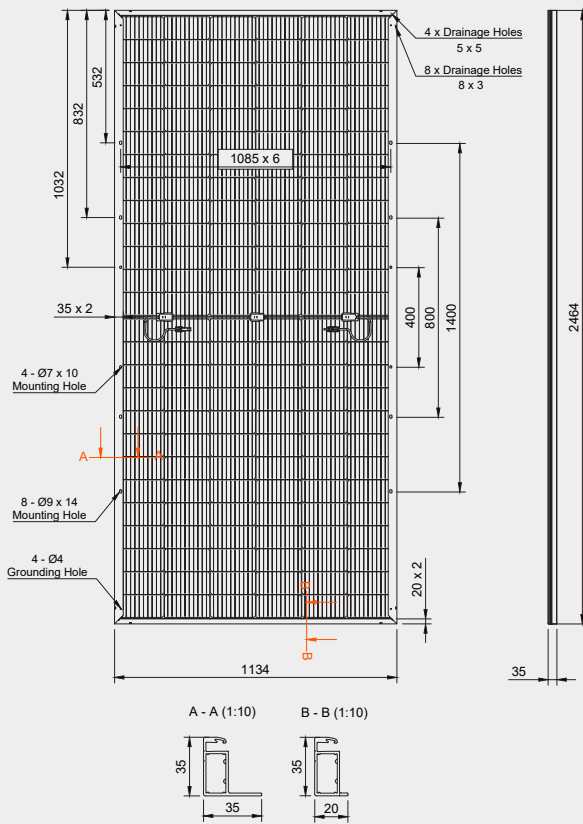 4 x Drainage Holes
5 x 5
8 x Drainage Holes
8 x 3
532
832
1032
1085 x 6
35 x 2
400
800
1400
2464
4 - Ø7 x 10
Mounting Hole
A
A
8 - Ø9 x 14
Mounting Hole
4 - Ø4
Grounding Hole
20 x 2
B
B
1134
35
A - A (1:10)
B - B (1:10)
35
35
35
20